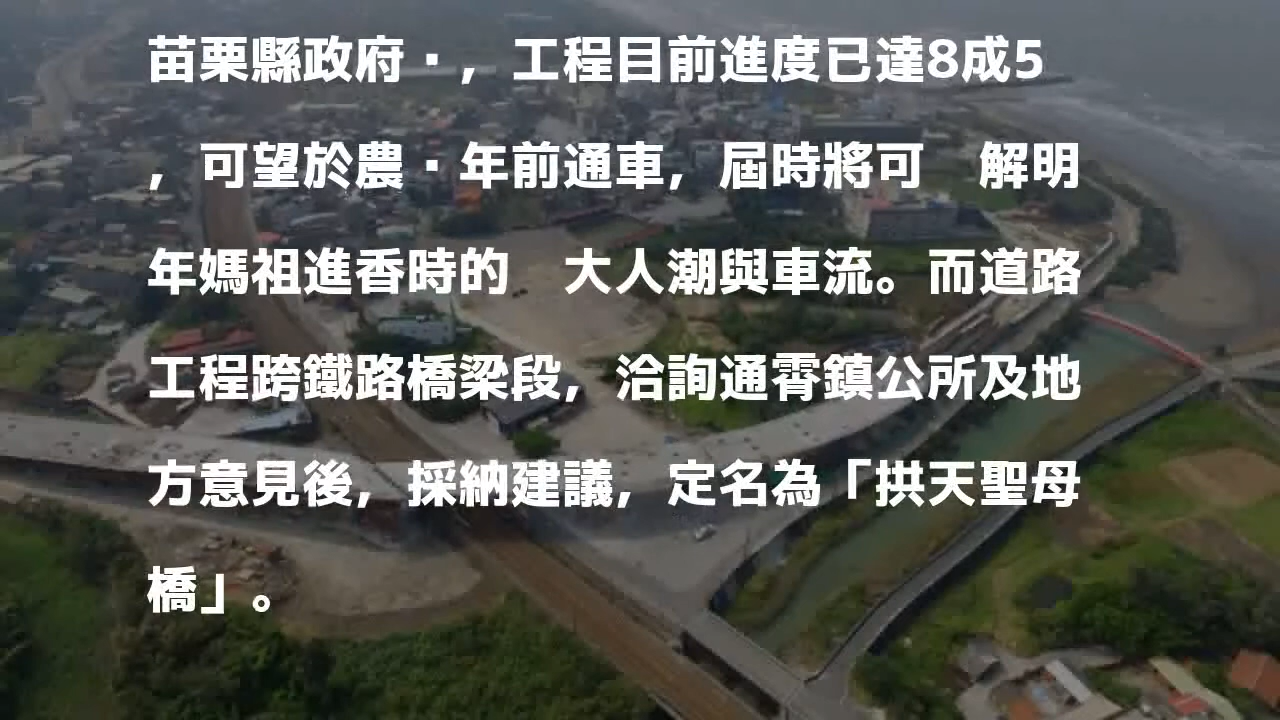 苗栗縣政府·，工程目前進度已達8成5
，可望於農·年前通車，屆時將可　解明
年媽祖進香時的　大人潮與車流。而道路
工程跨鐵路橋梁段，洽詢通霄鎮公所及地
方意見後，採納建議，定名為「拱天聖母
橋」。